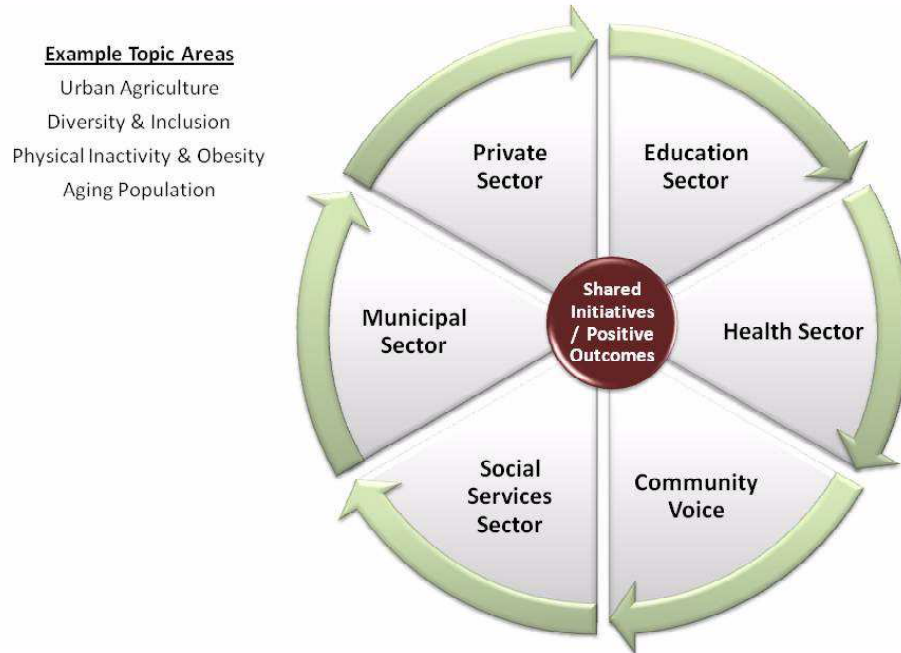 Example Topic Areas
Urban Agriculture
Diversity & Inclusion
Physical Inactivity & Obesity
Aging Population
Private
Sector
Education
Sector
Municipal
Sector
Shared
Initiatives
/ Positive
Outcomes
Health Sector
Social
Services
Sector
Community
Voice